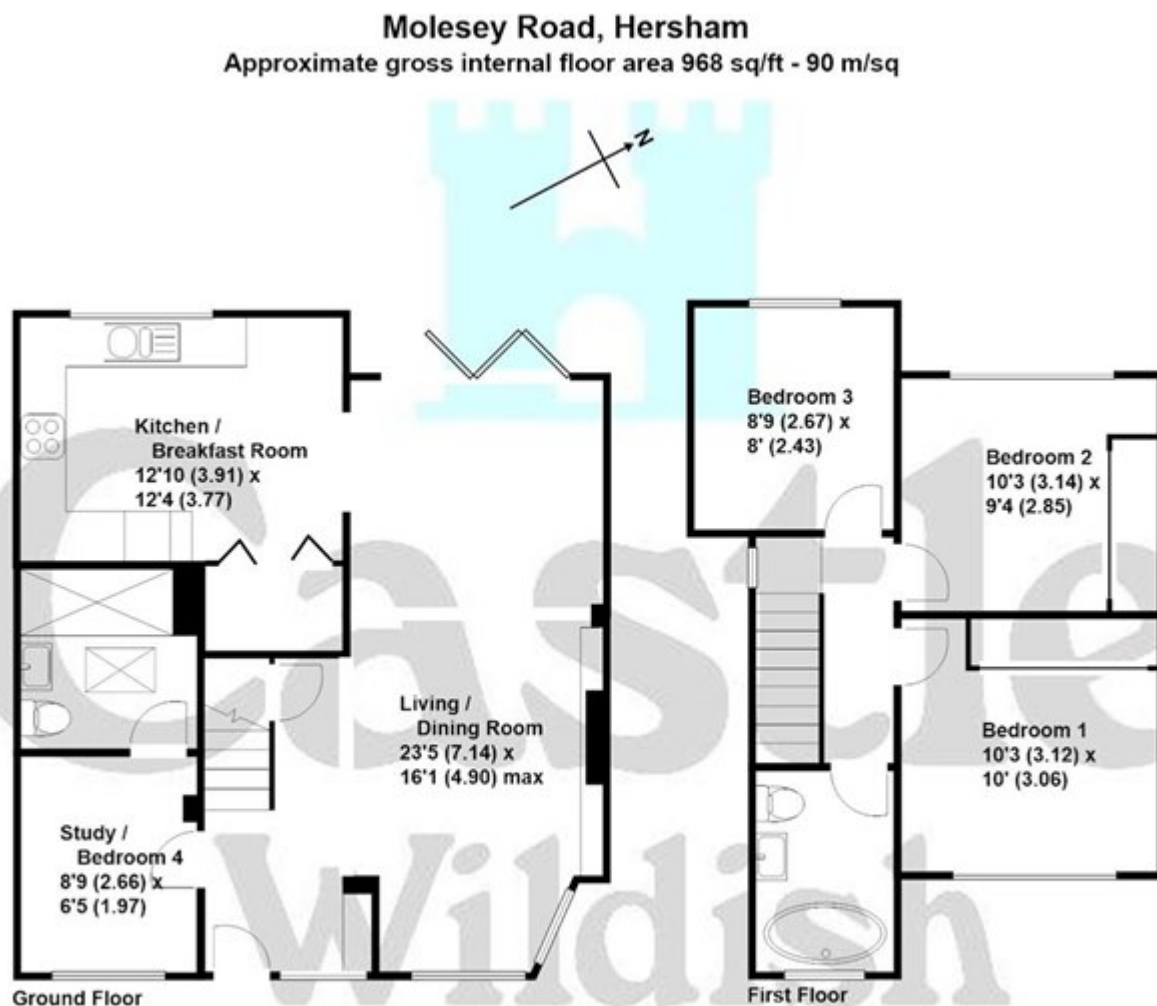 Molesey Road, Hersham
Approximate gross internal floor area 968 sq/ft - 90 m/sq
N
Kitchen /
Breakfast Room
12'10 (3.91) x
12'4 (3.77)
Living /
Dining Room
23'5 (7.14) x
16'1 (4.90) max
Study /
Bedroom 4
8'9 (2.66) x
6'5 (1.97)
Ground Floor
Bedroom 3
8'9 (2.67) x
8' (2.43)
Bedroom 2
10'3 (3.14) x
9'4 (2.85)
Bedroom 1
10'3 (3.12) x
10' (3.06)
First Floor
Castle
Wildish